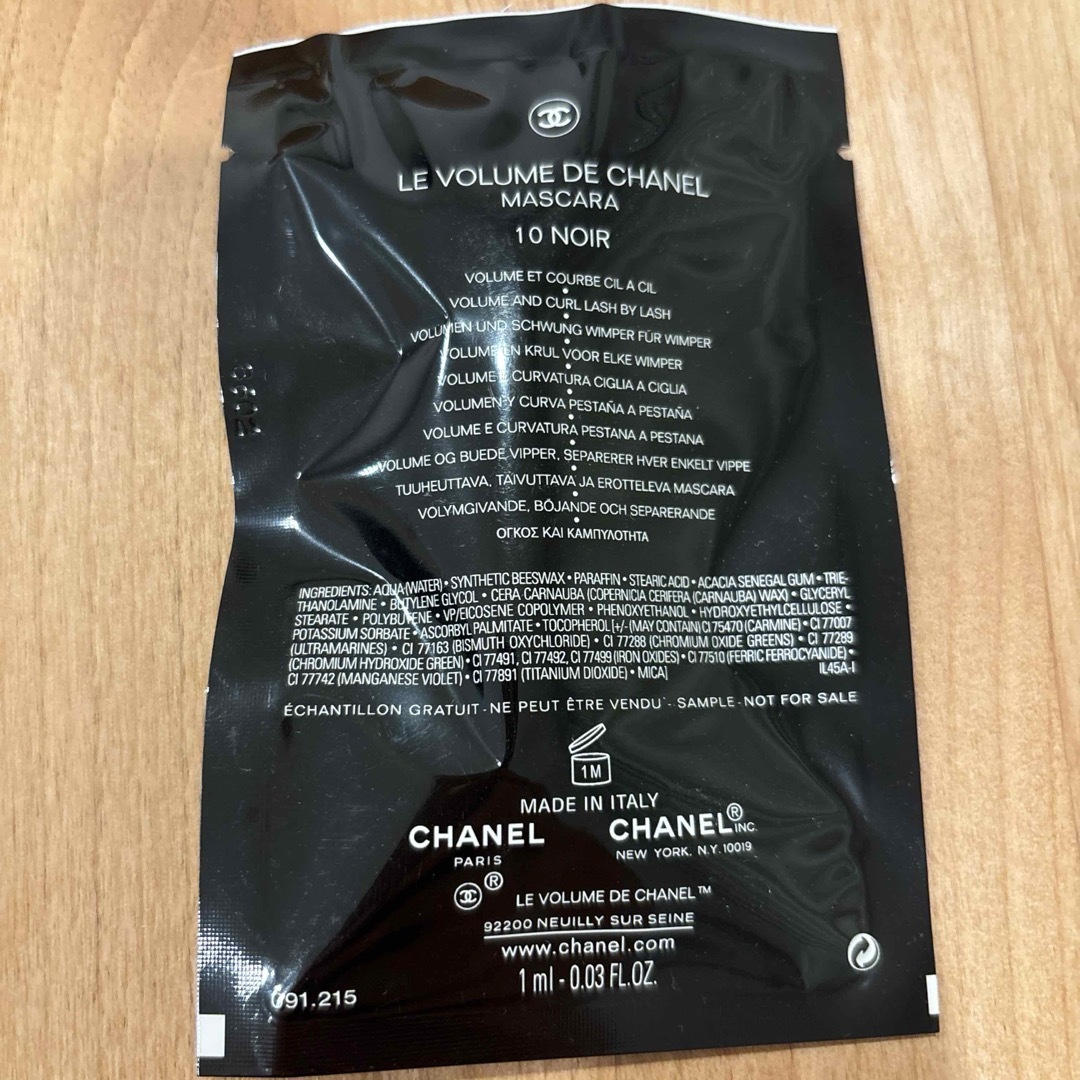 LE VOLUME DE CHANEL
MASCARA
10 NOIR
VOLUME ET COURBE CIL A CIL
VOLUME AND CURL LASH BY LASH
VOLUMEN UND SCHWUNG WIMPER FÜR WIMPER
VOLUME EN KRUL VOOR ELKE WIMPER
VOLUME E CURVATURA CIGLIA A CIGLIA
VOLUMEN Y CURVA PESTAÑA A PESTAÑA
VOLUME E CURVATURA PESTANA A PESTANA
VOLUME OG BUEDE VIPPER, SEPARERER HVER ENKELT VIPPE
TUUHEUTTAVA, TAIVUTTAVA JA EROTTELEVA MASCARA
VOLYMGIVANDE, BÖJANDE OCH SEPARERANDE
ΟΓΚΟΣ ΚΑΙ ΚΑΜΠΥΛΟΤΗΤΑ
INGREDIENTS: AQUA (WATER) • SYNTHETIC BEESWAX • PARAFFIN • STEARIC ACID • ACACIA SENEGAL GUM • TRIE-
THANOLAMINE • BUTYLENE GLYCOL • CERA CARNAUBA (COPERNICIA CERIFERA (CARNAUBA) WAX) • GLYCERYL
STEARATE • POLYBUTENE • VP/EICOSENE COPOLYMER • PHENOXYETHANOL • HYDROXYETHYLCELLULOSE •
POTASSIUM SORBATE • ASCORBYL PALMITATE • TOCOPHEROL [+/- (MAY CONTAIN) CI 75470 (CARMINE) • CI 77007
(ULTRAMARINES) • CI 77163 (BISMUTH OXYCHLORIDE) • CI 77288 (CHROMIUM OXIDE GREENS) • CI 77289
(CHROMIUM HYDROXIDE GREEN) • CI 77491, CI 77492, CI 77499 (IRON OXIDES) • CI 77510 (FERRIC FERROCYANIDE) •
CI 77742 (MANGANESE VIOLET) • CI 77891 (TITANIUM DIOXIDE) • MICA] IL45A-I
ÉCHANTILLON GRATUIT - NE PEUT ÊTRE VENDU - SAMPLE - NOT FOR SALE
1M
MADE IN ITALY
CHANEL
PARIS
CHANEL® INC.
NEW YORK, N.Y. 10019
® LE VOLUME DE CHANEL™
92200 NEUILLY SUR SEINE
www.chanel.com
1 ml - 0.03 FL.OZ.
091.215